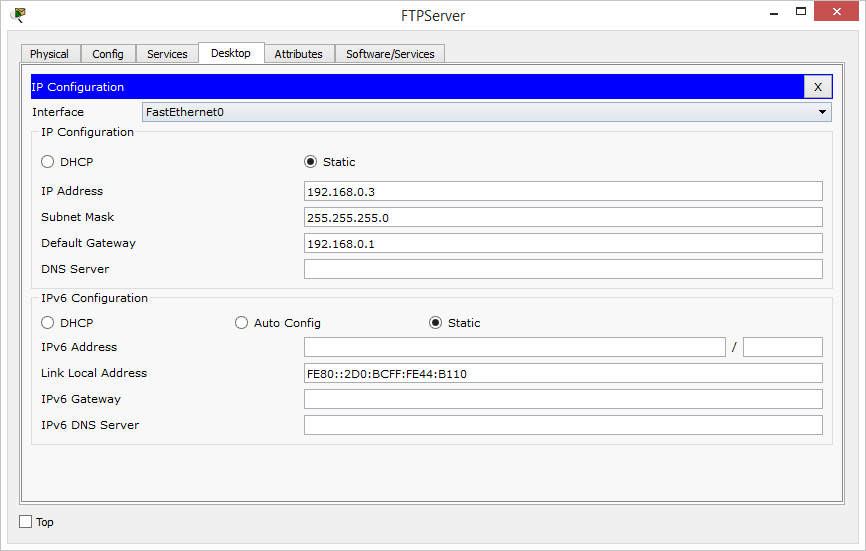 FTPServer
Physical Config Services Desktop Attributes Software/Services
IP Configuration X
Interface FastEthernet0
IP Configuration
DHCP Static
IP Address 192.168.0.3
Subnet Mask 255.255.255.0
Default Gateway 192.168.0.1
DNS Server
IPv6 Configuration
DHCP Auto Config Static
IPv6 Address /
Link Local Address FE80::2D0:BCFF:FE44:B110
IPv6 Gateway
IPv6 DNS Server
Top